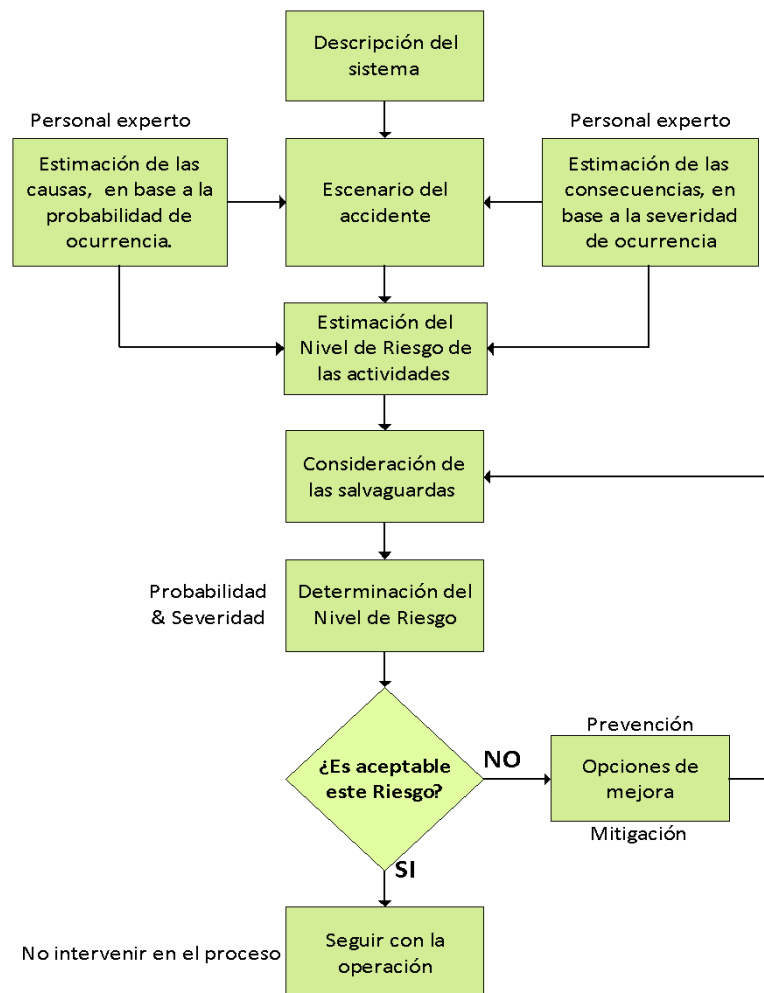 Descripción del
sistema
Personal experto
Estimación de las
causas, en base a la
probabilidad de
ocurrencia.
Escenario del
accidente
Personal experto
Estimación de las
consecuencias, en
base a la severidad
de ocurrencia
Estimación del
Nivel de Riesgo de
las actividades
Consideración de
las salvaguardas
Probabilidad
& Severidad
Determinación del
Nivel de Riesgo
¿Es aceptable
este Riesgo?
NO
Prevención
Opciones de
mejora
Mitigación
SI
No intervenir en el proceso
Seguir con la
operación